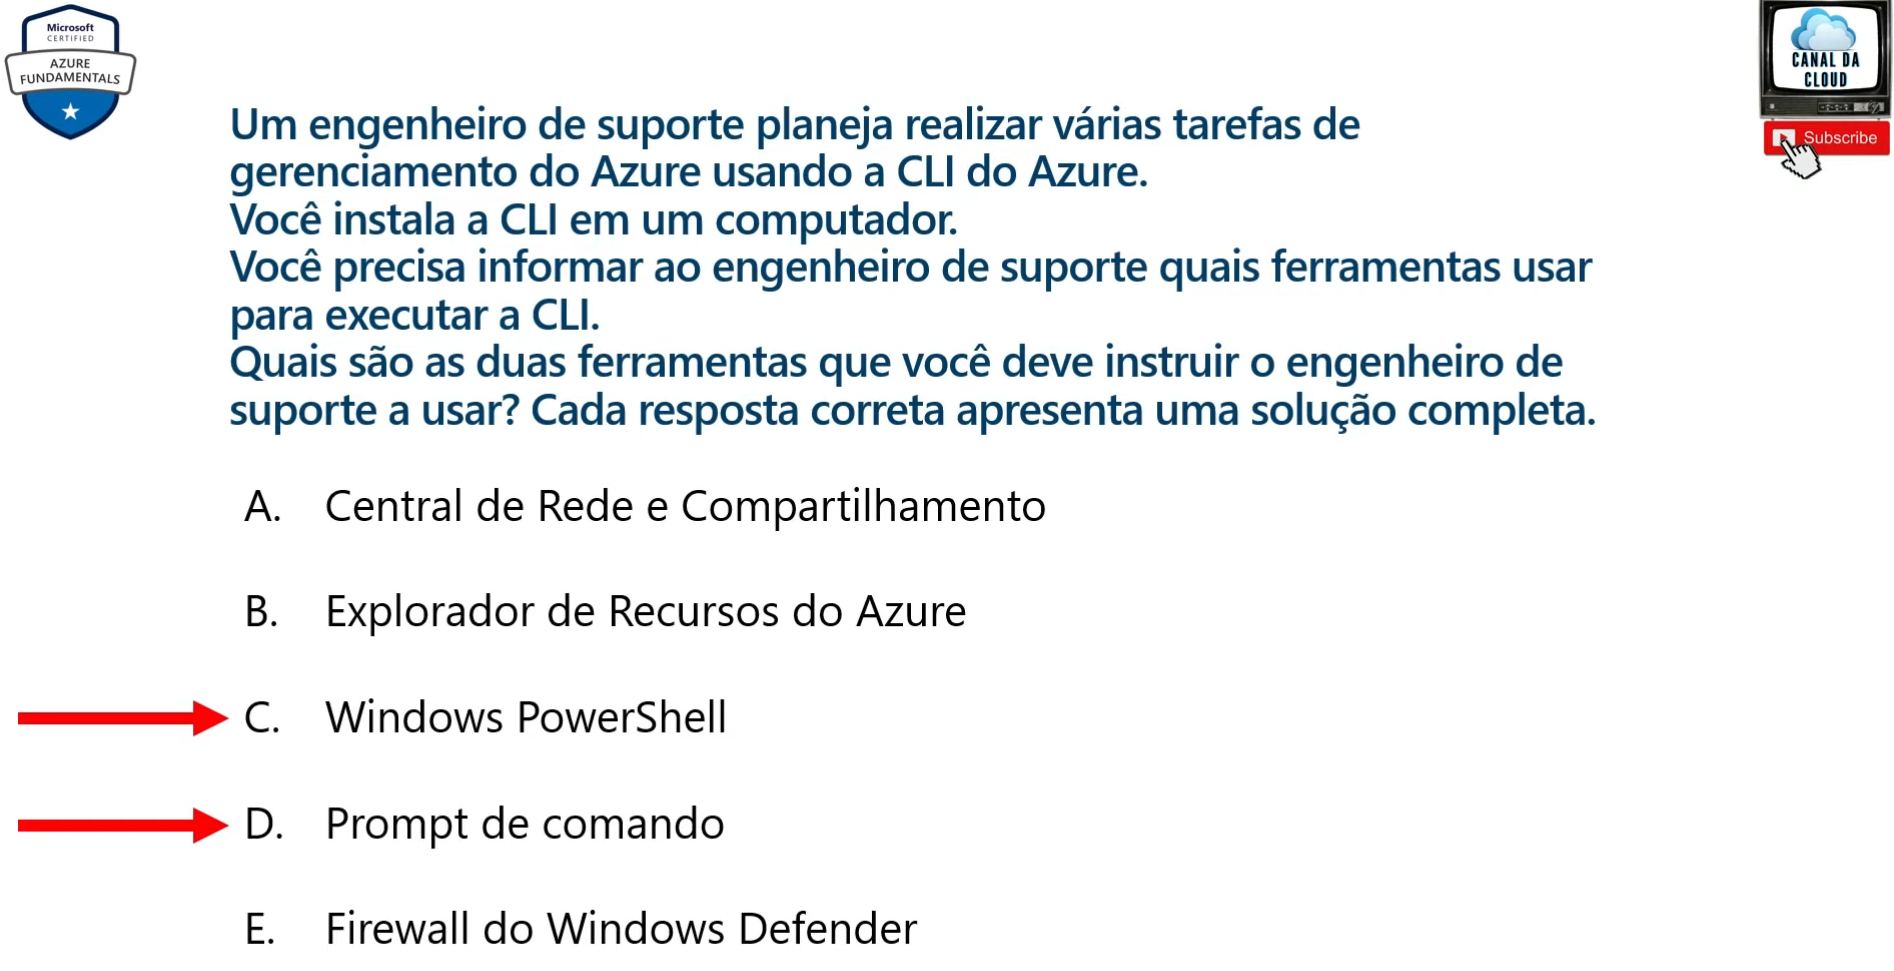 Microsoft
CERTIFIED
AZURE
FUNDAMENTALS
CANAL DA
CLOUD
Subscribe
Um engenheiro de suporte planeja realizar várias tarefas de
gerenciamento do Azure usando a CLI do Azure.
Você instala a CLI em um computador.
Você precisa informar ao engenheiro de suporte quais ferramentas usar
para executar a CLI.
Quais são as duas ferramentas que você deve instruir o engenheiro de
suporte a usar? Cada resposta correta apresenta uma solução completa.
A. Central de Rede e Compartilhamento
B. Explorador de Recursos do Azure
C. Windows PowerShell
D. Prompt de comando
E. Firewall do Windows Defender